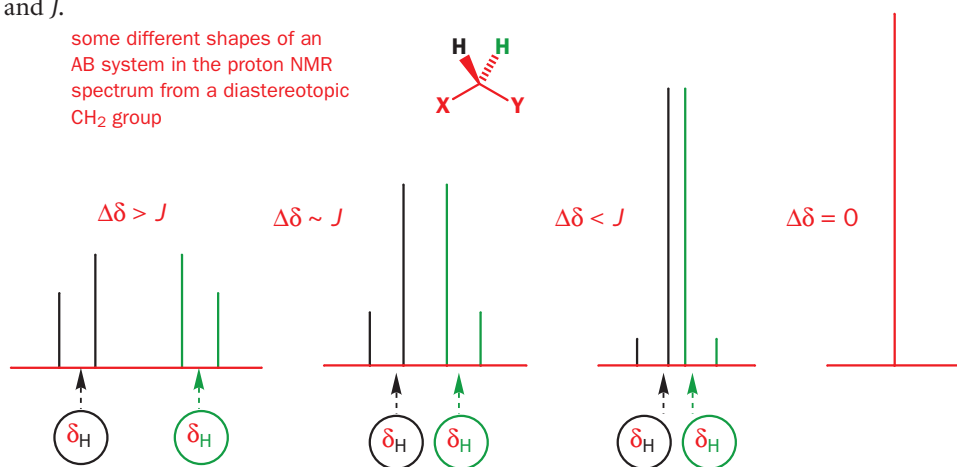 and J.
some different shapes of an
AB system in the proton NMR
spectrum from a diastereotopic
CH₂ group
H H
X Y
Δδ > J
Δδ ~ J
Δδ < J
Δδ = 0
δH δH δH δH δH δH